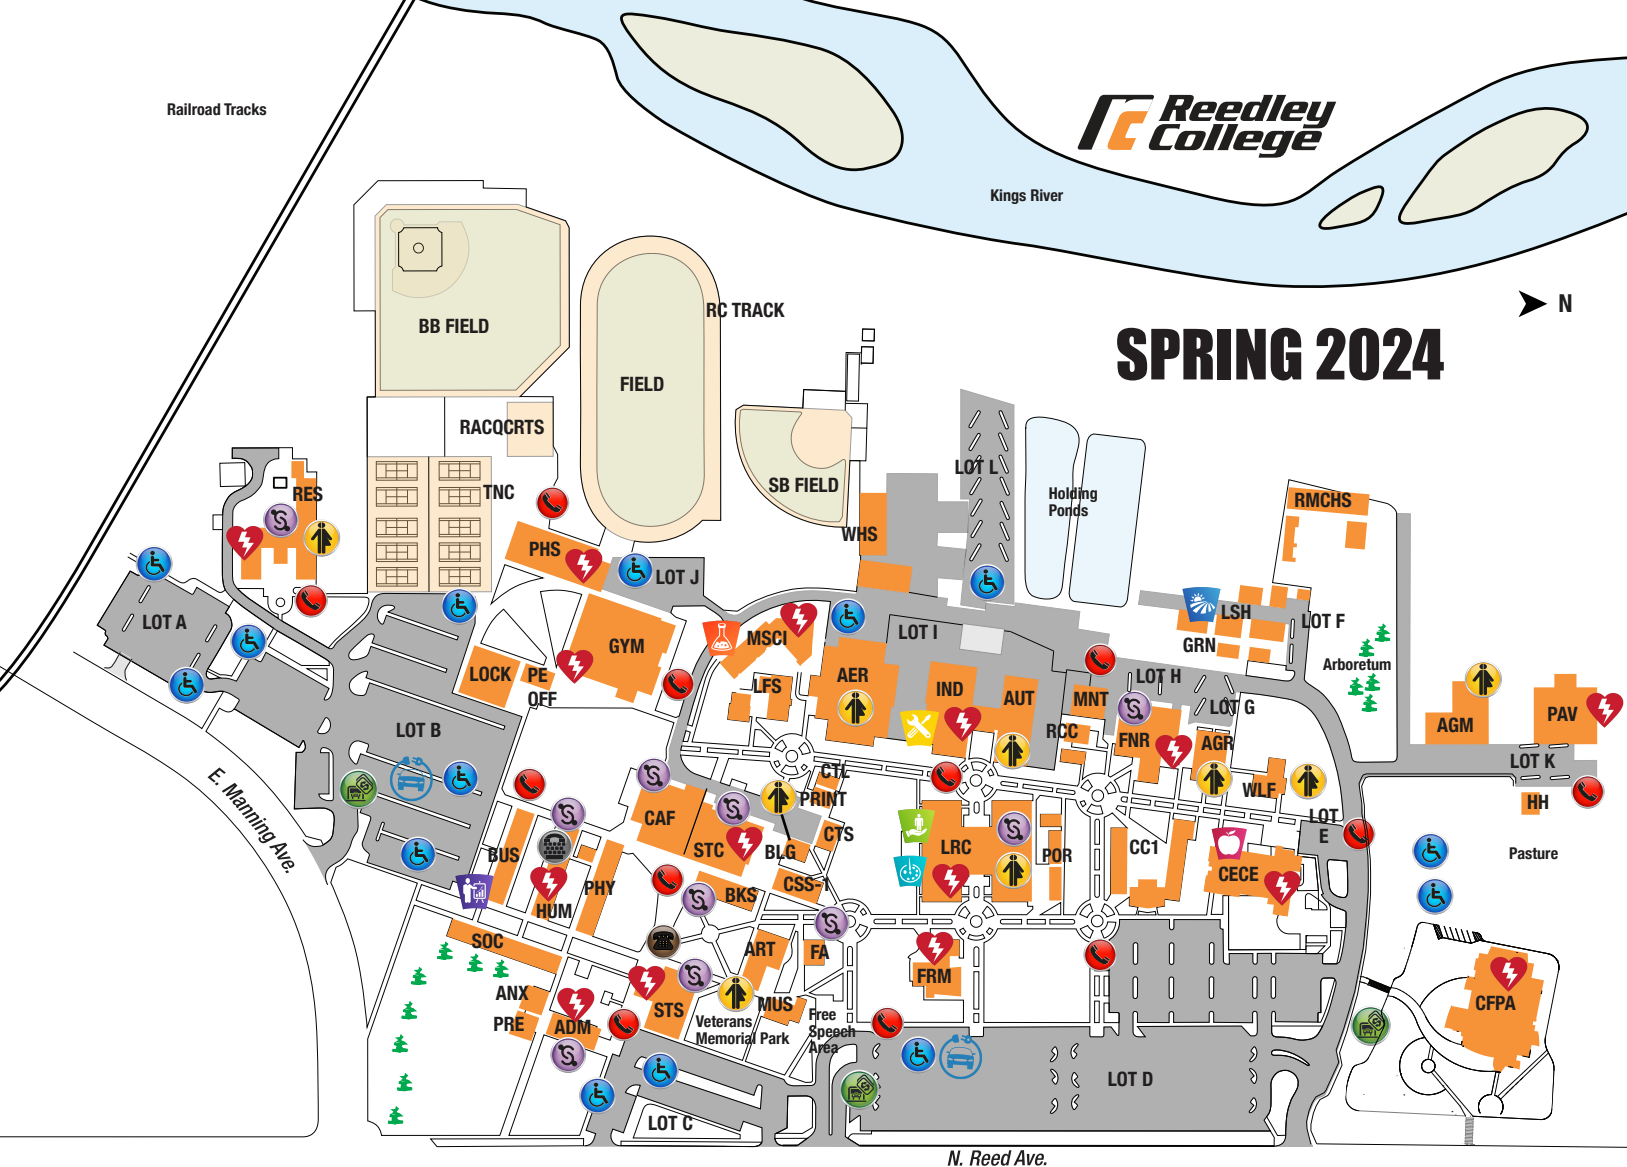 Railroad Tracks
Reedley
College
Kings River
N
SPRING 2024
BB FIELD
RC TRACK
FIELD
RACQCRTS
TNC
SB FIELD
LOT L
Holding
Ponds
RMCHS
RES
WHS
PHS
LOT J
LOT A
GYM
MSCI
LOT I
LSH
GRN
LOT F
Arboretum
LOCK
PE
OFF
LFS
AER
IND
AUT
MNT
LOT H
LOT G
LOT B
RCC
FNR
AGR
AGM
PAV
LOT K
E. Manning Ave.
CTL
PRINT
WLF
HH
CAF
CTS
LOT
E
BUS
STC
BLG
LRC
POR
CC1
CECE
Pasture
PHY
BKS
CSS-1
HUM
SOC
ART
FA
FRM
ANX
PRE
ADM
STS
MUS
Veterans
Memorial Park
Free
Speech
Area
CFPA
LOT D
LOT C
N. Reed Ave.